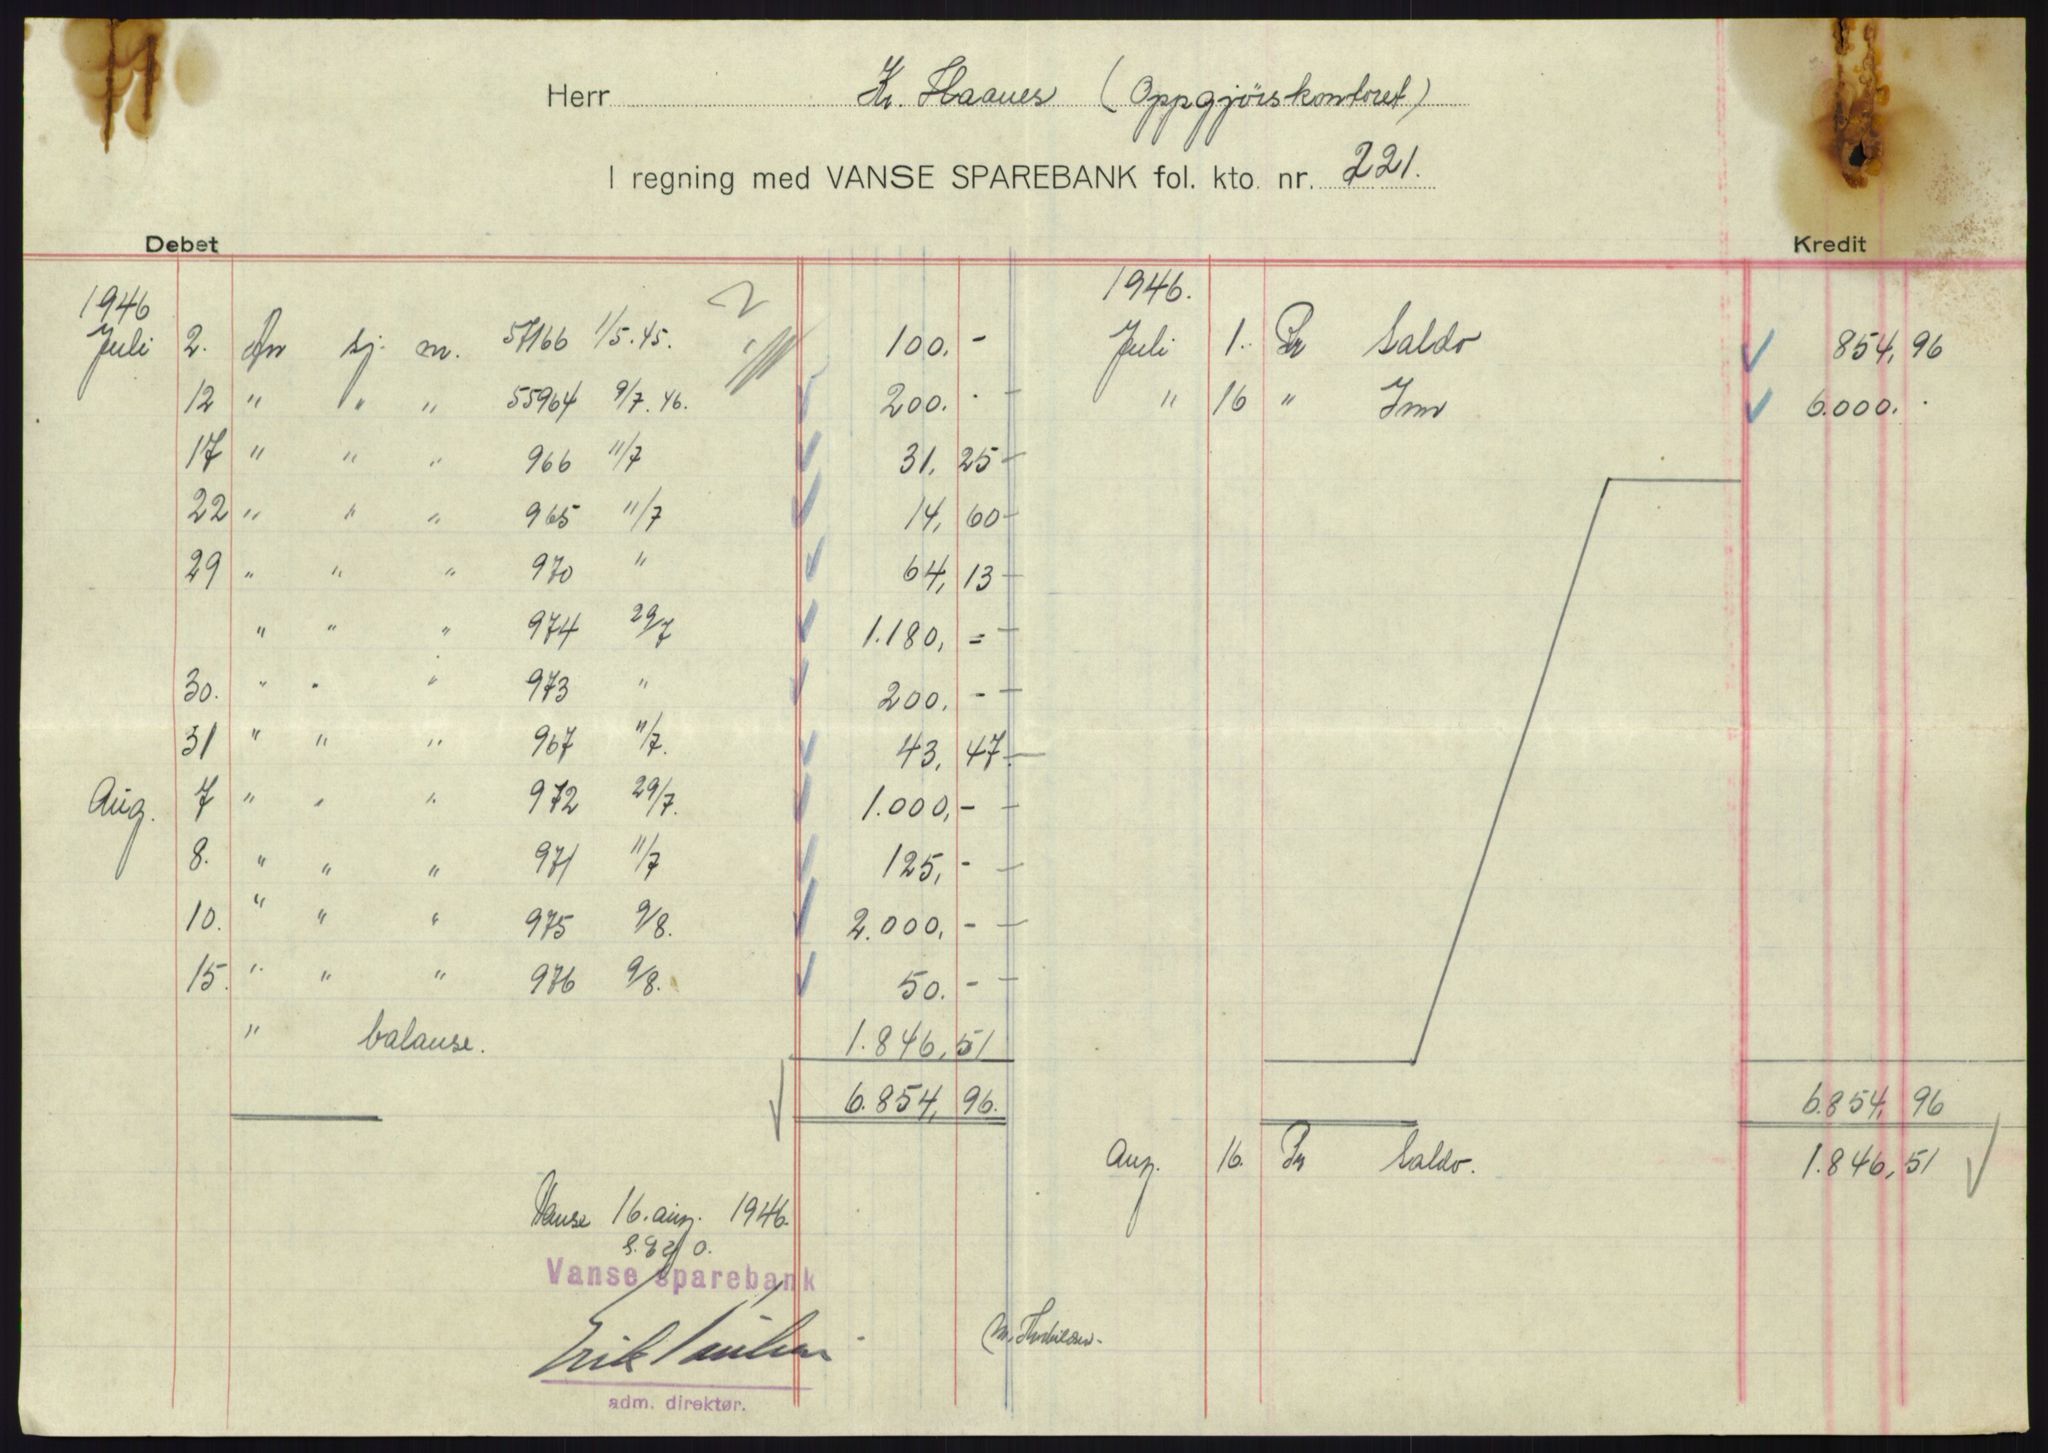 Herr Kr. Haanes (Oppgjörskontoret)
I regning med VANSE SPAREBANK fol. kto. nr. 221.
Debet Kredit
1946 1946.
Juli 2. An sj. m. 57166 1/5.45. 100. - Juli 1. Pr Saldo 854, 96
12 " " " 55964 9/7.46. 200. - " 16 " Inn 6.000. -
17 " " " 966 11/7 31, 25
22 " " " 965 11/7 14, 60
29 " " " 970 " 64, 13
" " " 974 29/7 1.180, =
30. " " " 973 " 200. -
31 " " " 967 11/7. 43, 47
Aug. 7 " " " 972 29/7. 1.000, -
8. " " " 971 11/7 125, -
10. " " " 975 9/8. 2.000, -
15. " " " 976 9/8. 50. -
" balanse. 1.846, 51
6.854, 96. 6.854, 96
Aug. 16. Pr Saldo. 1.846, 51
Vanse 16. aug. 1946.
Vanse sparebank
Erik
adm. direktør.